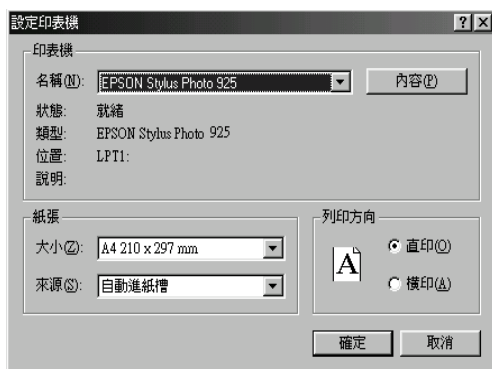 設定印表機
印表機
名稱(N): EPSON Stylus Photo 925 內容(P)
狀態: 就緒
類型: EPSON Stylus Photo 925
位置: LPT1:
說明:
紙張
大小(Z): A4 210 x 297 mm
來源(S): 自動進紙槽
列印方向
A
直印(O)
橫印(A)
確定 取消